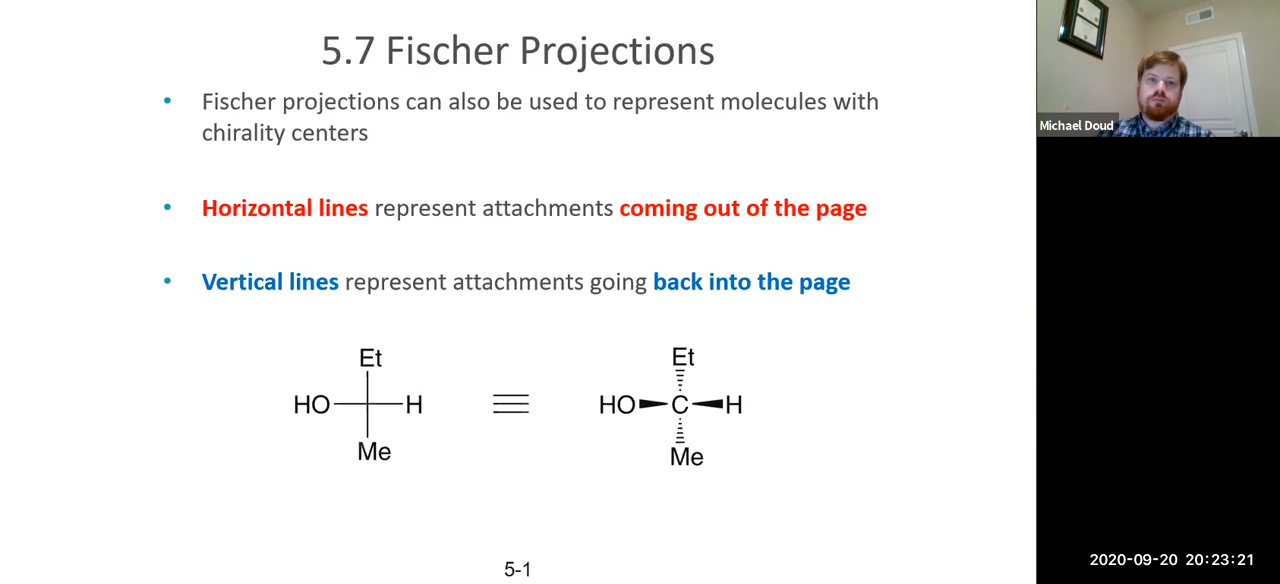 5.7 Fischer Projections
• Fischer projections can also be used to represent molecules with
chirality centers
• Horizontal lines represent attachments coming out of the page
• Vertical lines represent attachments going back into the page
Et
HO
H
Me
Et
HO C H
Me
5-1
Michael Doud
2020-09-20 20:23:21